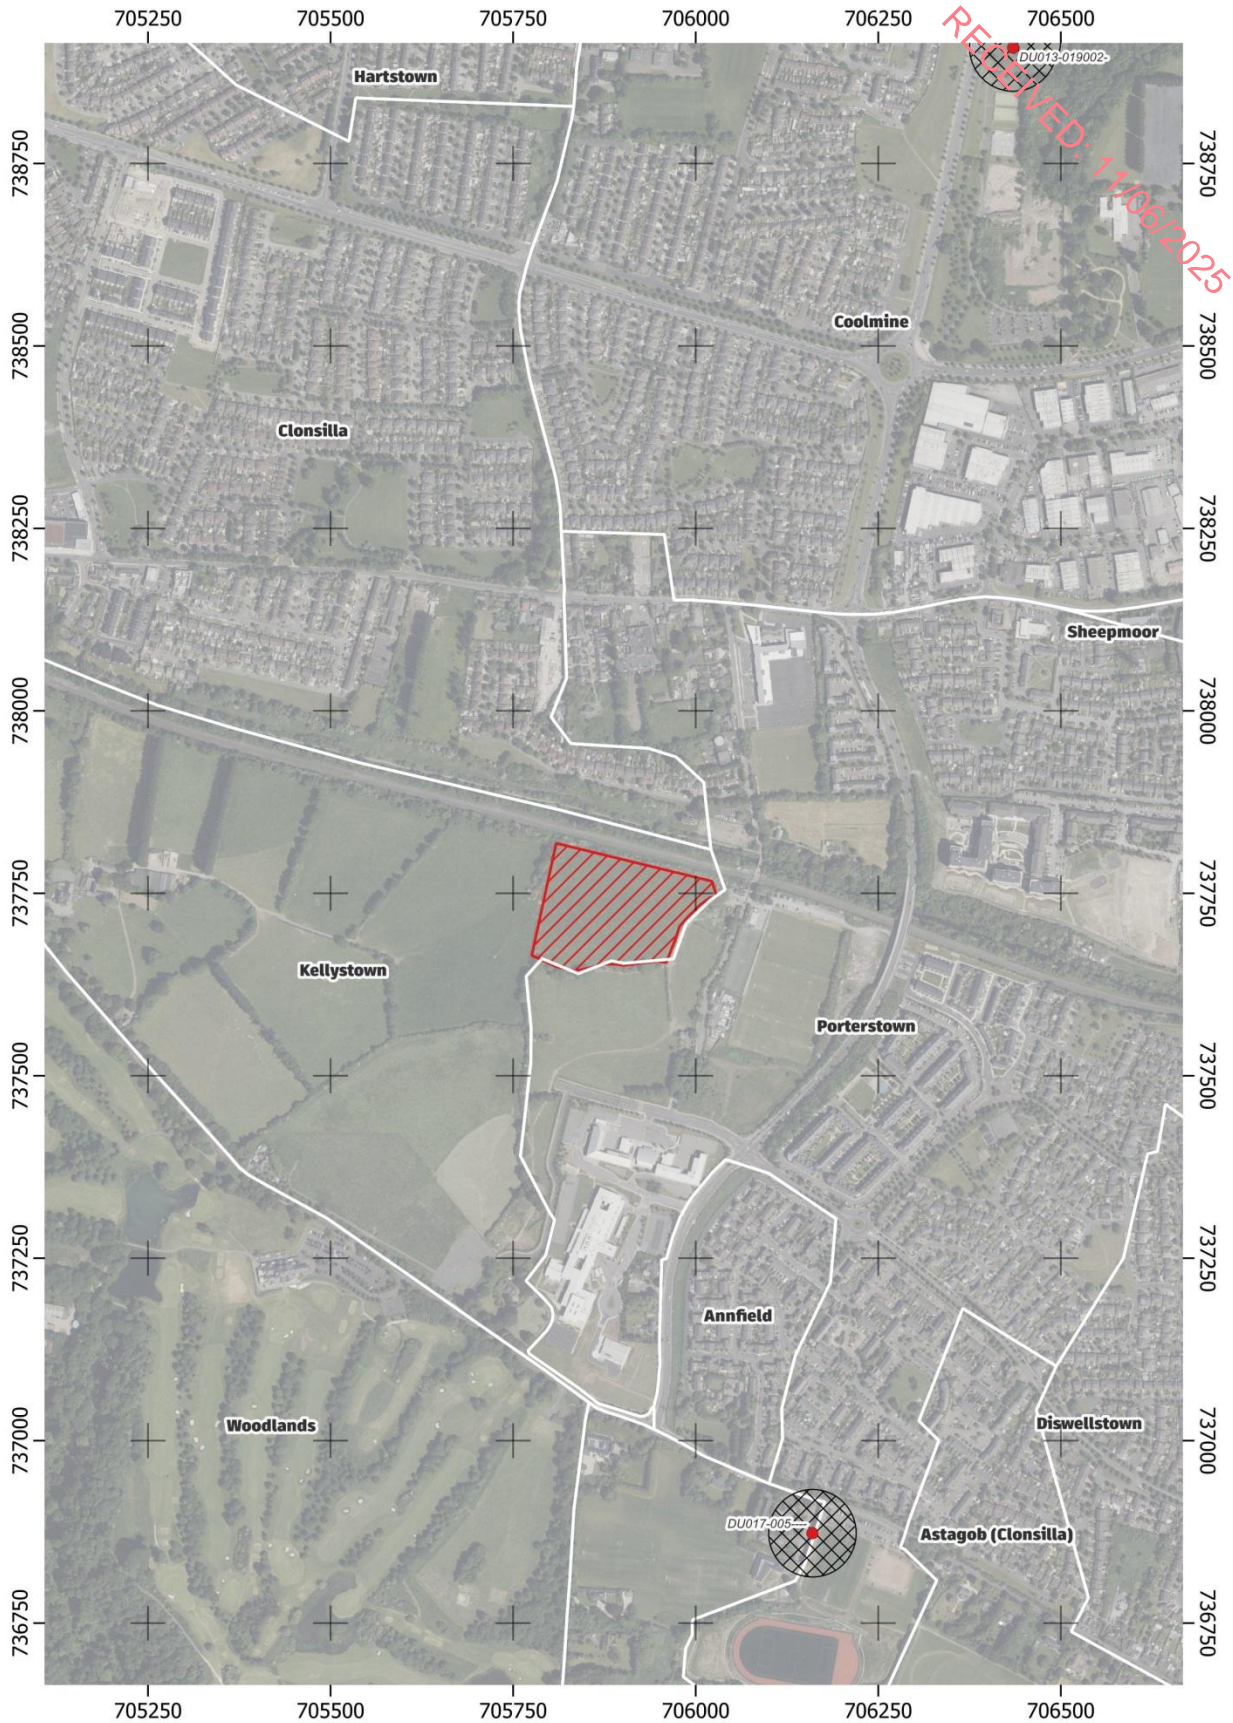 705250 705500 705750 706000 706250 706500
RECEIVED: 11/06/2025
DU013-019002-
Hartstown
738750 738750
Coolmine
738500 738500
Clonsilla
738250 738250
Sheepmoor
738000 738000
737750 737750
Kellystown
Porterstown
737500 737500
737250 737250
Annfield
Woodlands
Diswellstown
737000 737000
DU017-005----
Astagob (Clonsilla)
736750 736750
705250 705500 705750 706000 706250 706500